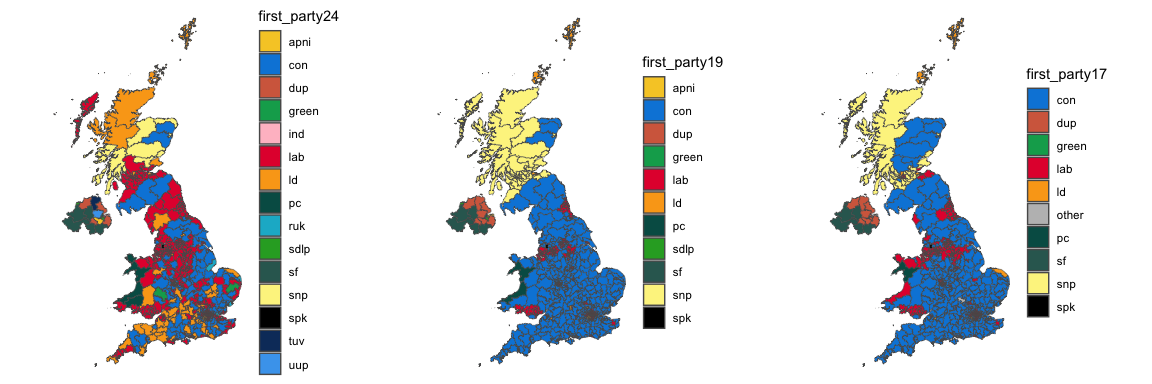 first_party24
apni
con
dup
green
ind
lab
ld
pc
ruk
sdlp
sf
snp
spk
tuv
uup
first_party19
apni
con
dup
green
lab
ld
pc
sdlp
sf
snp
spk
first_party17
con
dup
green
lab
ld
other
pc
sf
snp
spk